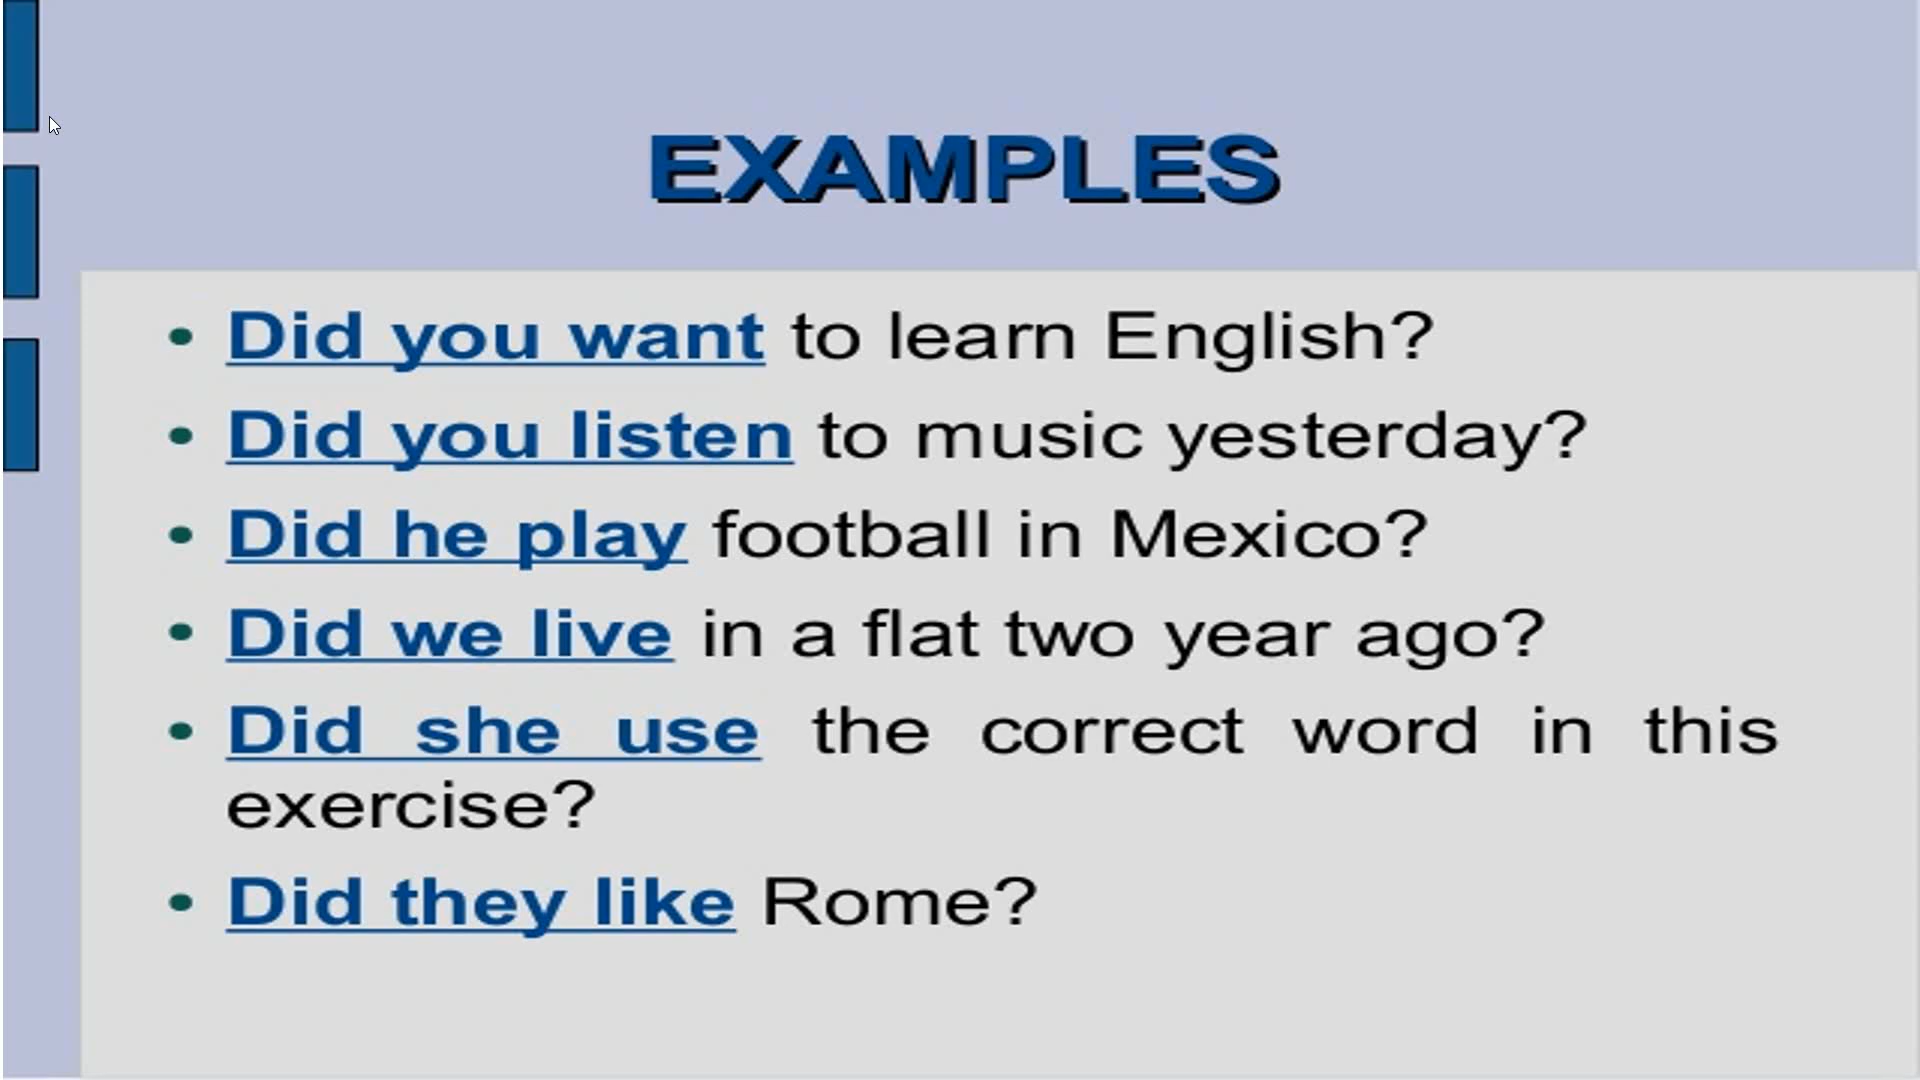 EXAMPLES
• Did you want to learn English?
• Did you listen to music yesterday?
• Did he play football in Mexico?
• Did we live in a flat two year ago?
• Did she use the correct word in this
exercise?
• Did they like Rome?